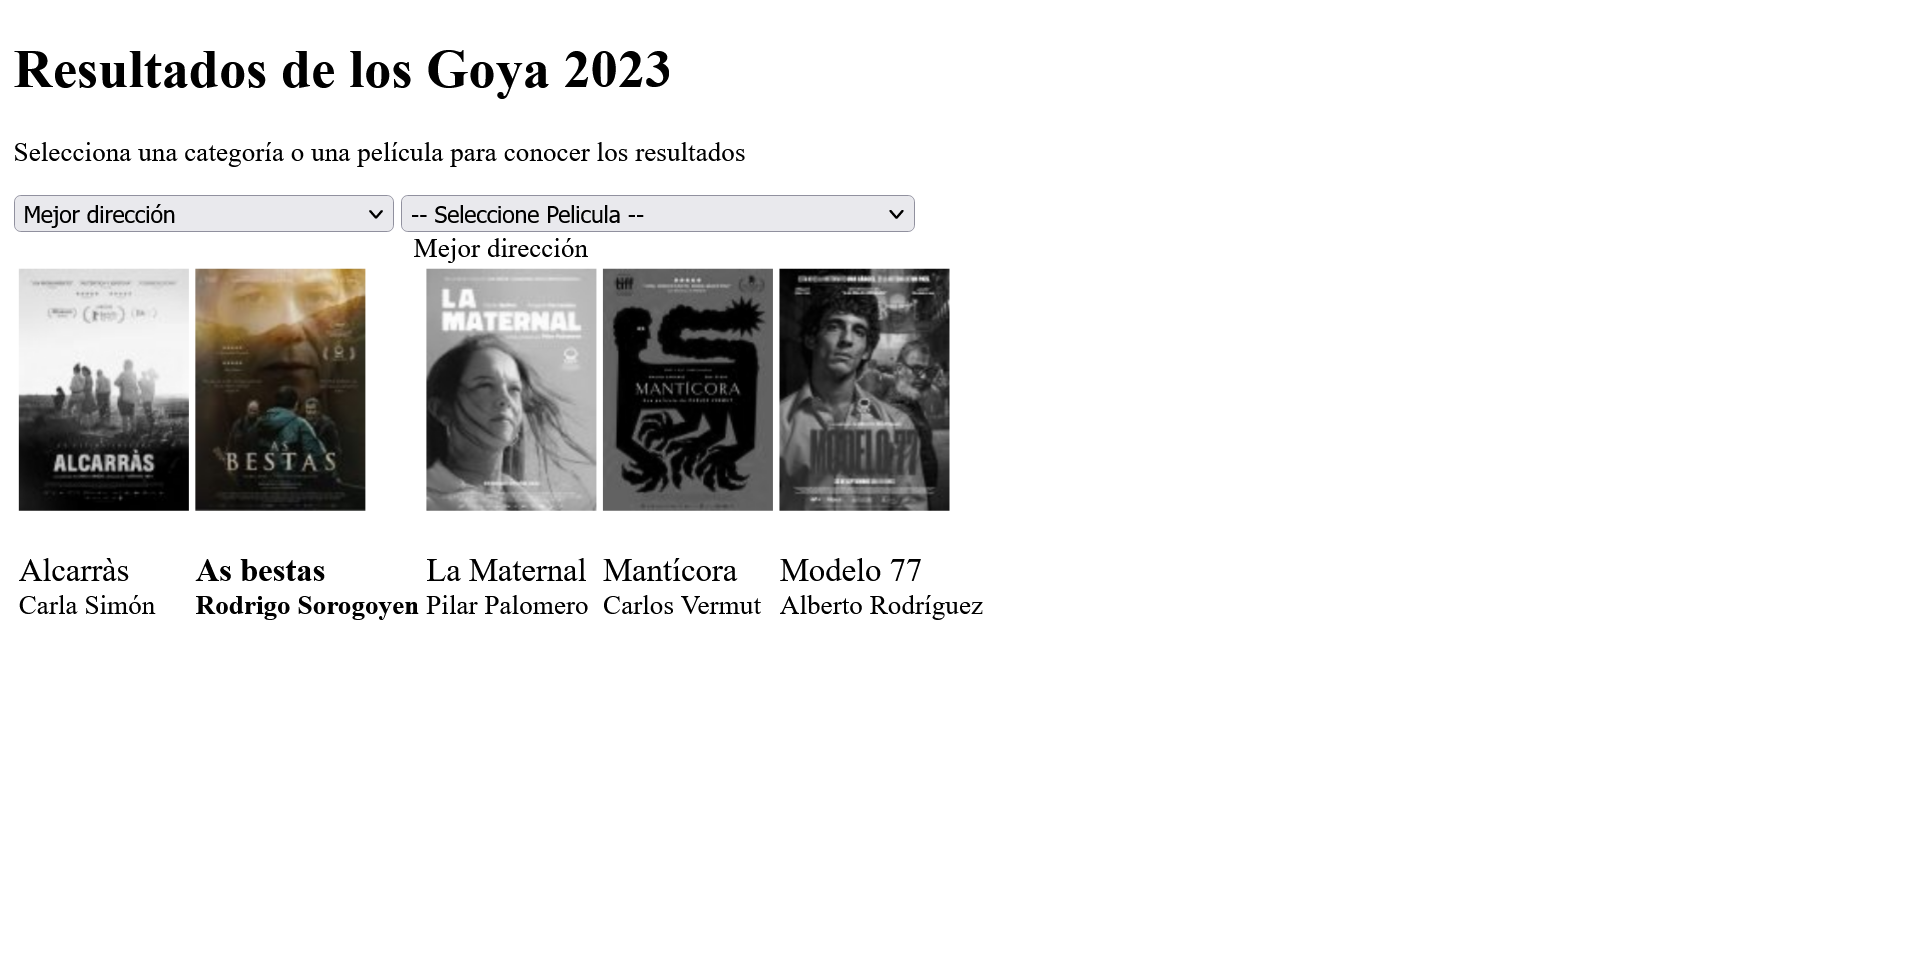 Resultados de los Goya 2023
Selecciona una categoría o una película para conocer los resultados
Mejor dirección
-- Seleccione Pelicula --
Mejor dirección
ALCARRÀS
AS
BESTAS
LA
MATERNAL
tiff
MANTÍCORA
MODELO 77
Alcarràs
Carla Simón
As bestas
Rodrigo Sorogoyen
La Maternal
Pilar Palomero
Mantícora
Carlos Vermut
Modelo 77
Alberto Rodríguez